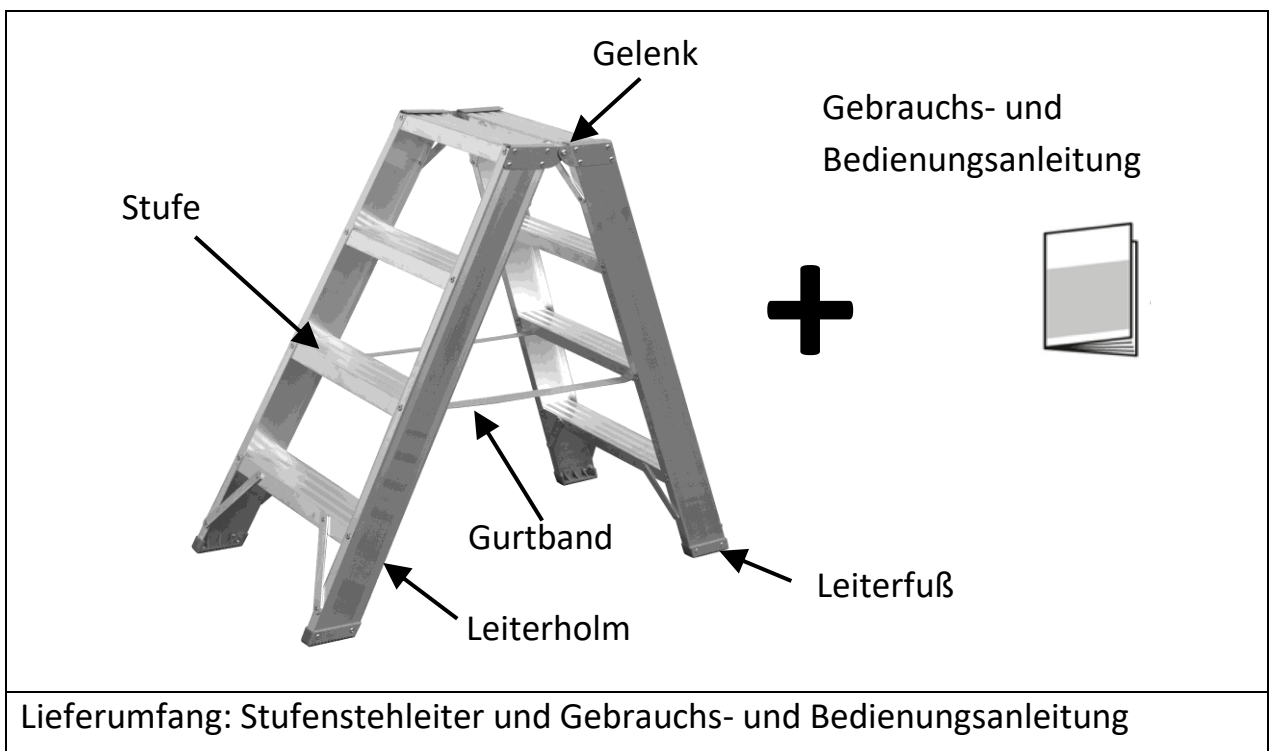 Gelenk
Gebrauchs- und
Bedienungsanleitung
Stufe
Gurtband
Leiterfuß
Leiterholm
Lieferumfang: Stufenstehleiter und Gebrauchs- und Bedienungsanleitung